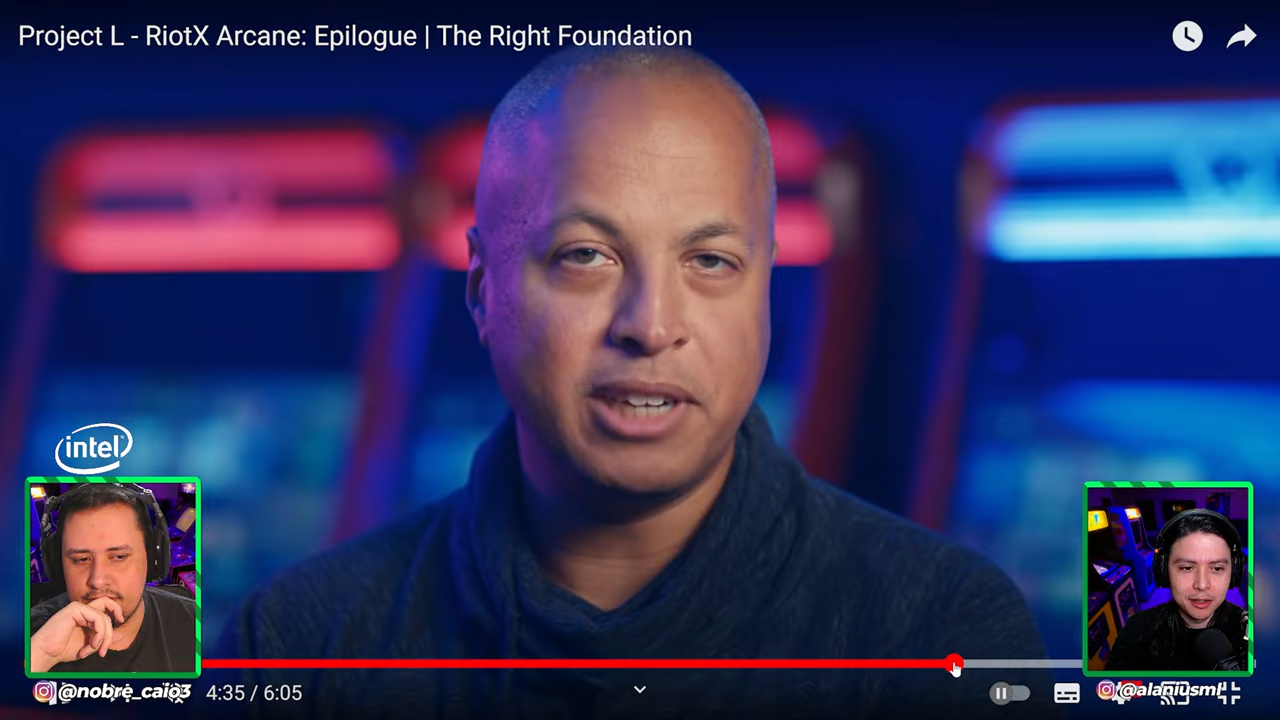 Project L - RiotX Arcane: Epilogue | The Right Foundation
intel
@nobre_caio3
4:35 / 6:05
@alaniusml